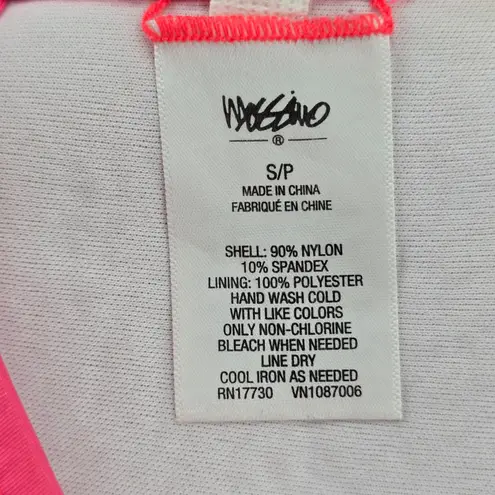 Mossimo
®
S/P
MADE IN CHINA
FABRIQUÉ EN CHINE
SHELL: 90% NYLON
10% SPANDEX
LINING: 100% POLYESTER
HAND WASH COLD
WITH LIKE COLORS
ONLY NON-CHLORINE
BLEACH WHEN NEEDED
LINE DRY
COOL IRON AS NEEDED
RN17730 VN1087006